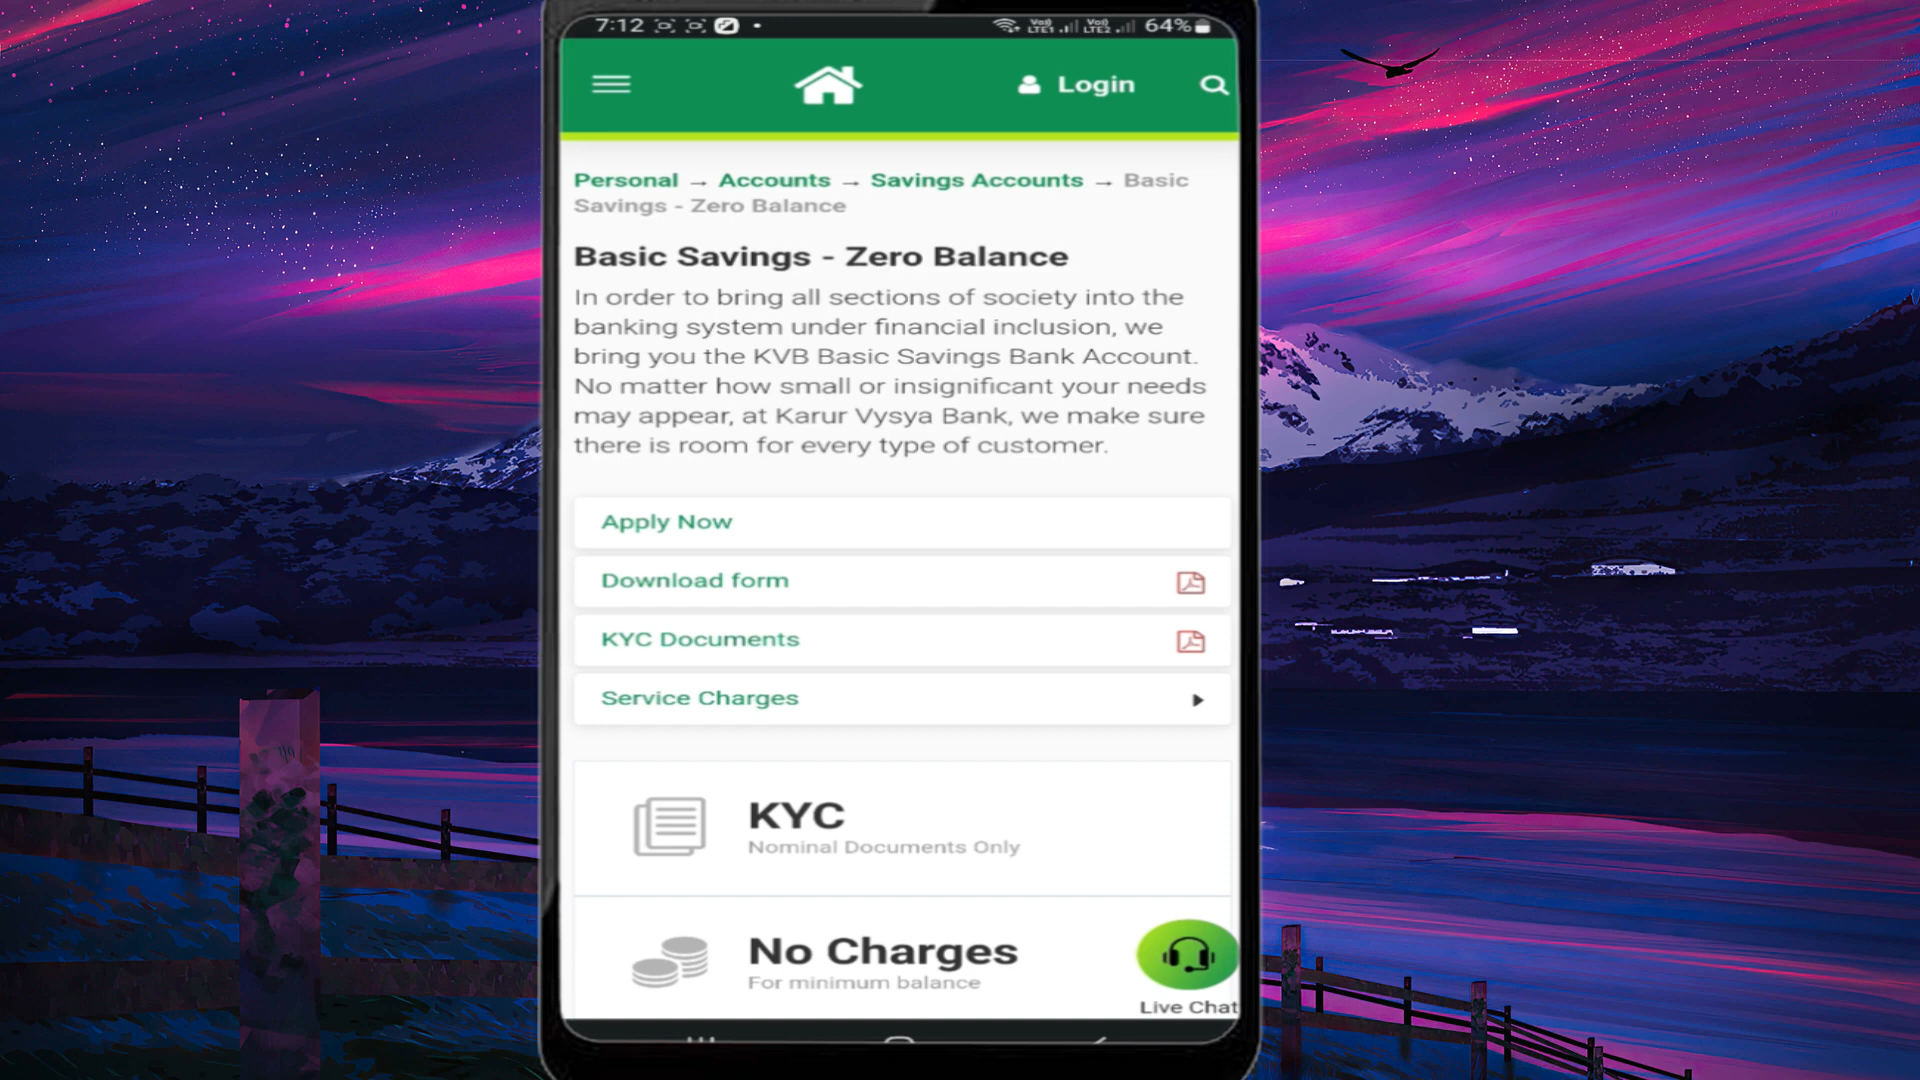 7:12
Vo)) LTE1 Vo)) LTE2 64%
Login
Personal → Accounts → Savings Accounts → Basic
Savings - Zero Balance
Basic Savings - Zero Balance
In order to bring all sections of society into the
banking system under financial inclusion, we
bring you the KVB Basic Savings Bank Account.
No matter how small or insignificant your needs
may appear, at Karur Vysya Bank, we make sure
there is room for every type of customer.
Apply Now
Download form
KYC Documents
Service Charges
KYC
Nominal Documents Only
No Charges
For minimum balance
Live Chat